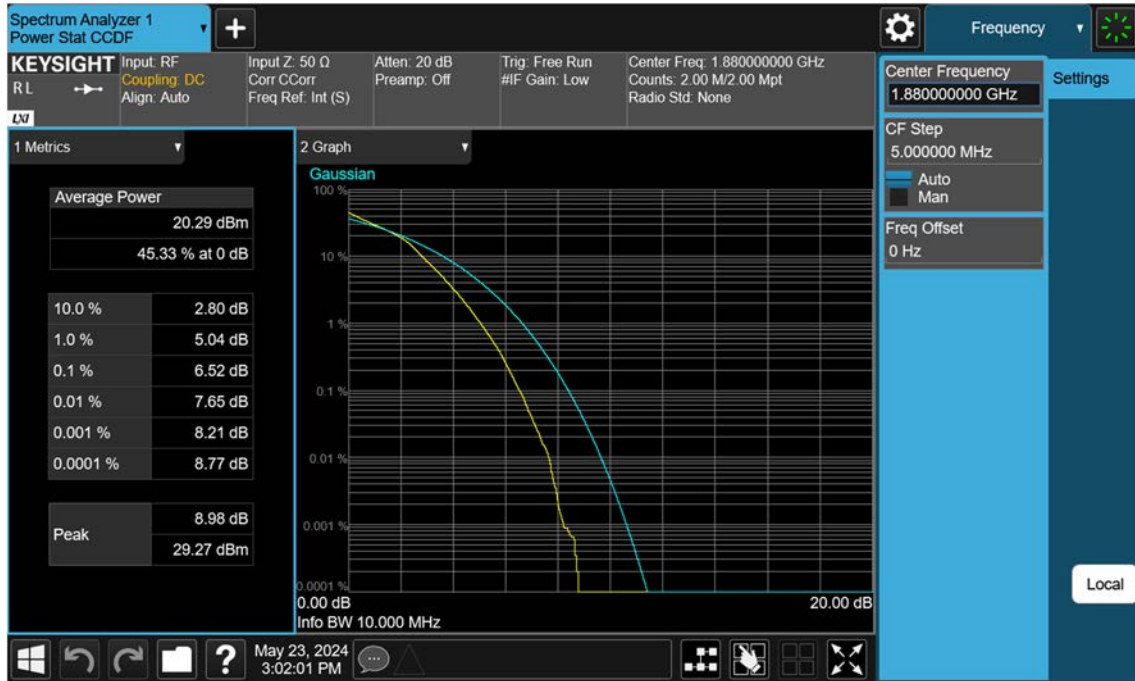 Spectrum Analyzer 1
Power Stat CCDF
Frequency
KEYSIGHT
R L
LXI
Input: RF
Coupling: DC
Align: Auto
Input Z: 50 Ω
Corr CCorr
Freq Ref: Int (S)
Atten: 20 dB
Preamp: Off
Trig: Free Run
#IF Gain: Low
Center Freq: 1.880000000 GHz
Counts: 2.00 M/2.00 Mpt
Radio Std: None
Center Frequency
1.880000000 GHz
Settings
CF Step
5.000000 MHz
Auto
Man
Freq Offset
0 Hz
Local
1 Metrics
Average Power
20.29 dBm
45.33 % at 0 dB
10.0 % 2.80 dB
1.0 % 5.04 dB
0.1 % 6.52 dB
0.01 % 7.65 dB
0.001 % 8.21 dB
0.0001 % 8.77 dB
Peak
8.98 dB
29.27 dBm
2 Graph
Gaussian
100 %
10 %
1 %
0.1 %
0.01 %
0.001 %
0.0001 %
0.00 dB 20.00 dB
Info BW 10.000 MHz
?
May 23, 2024
3:02:01 PM